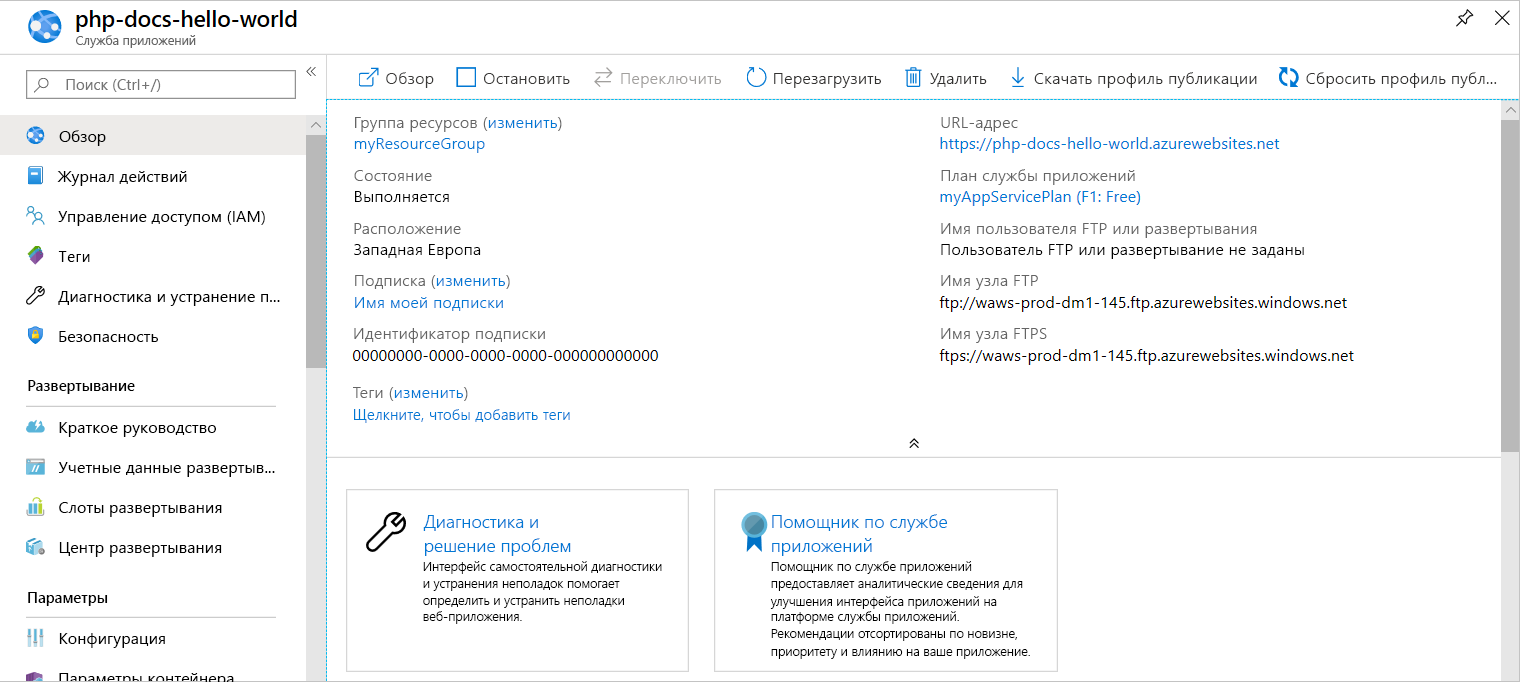 php-docs-hello-world
Служба приложений
Поиск (Ctrl+/)
Обзор
Журнал действий
Управление доступом (IAM)
Теги
Диагностика и устранение п...
Безопасность
Развертывание
Краткое руководство
Учетные данные развертыв...
Слоты развертывания
Центр развертывания
Параметры
Конфигурация
Параметры контейнера
Обзор Остановить Переключить Перезагрузить Удалить Скачать профиль публикации Сбросить профиль публ...
Группа ресурсов (изменить)
myResourceGroup
Состояние
Выполняется
Расположение
Западная Европа
Подписка (изменить)
Имя моей подписки
Идентификатор подписки
00000000-0000-0000-0000-000000000000
Теги (изменить)
Щелкните, чтобы добавить теги
URL-адрес
https://php-docs-hello-world.azurewebsites.net
План службы приложений
myAppServicePlan (F1: Free)
Имя пользователя FTP или развертывания
Пользователь FTP или развертывание не заданы
Имя узла FTP
ftp://waws-prod-dm1-145.ftp.azurewebsites.windows.net
Имя узла FTPS
ftps://waws-prod-dm1-145.ftp.azurewebsites.windows.net
Диагностика и
решение проблем
Интерфейс самостоятельной диагностики
и устранения неполадок помогает
определить и устранить неполадки
веб-приложения.
Помощник по службе
приложений
Помощник по службе приложений
предоставляет аналитические сведения для
улучшения интерфейса приложений на
платформе службы приложений.
Рекомендации отсортированы по новизне,
приоритету и влиянию на ваше приложение.